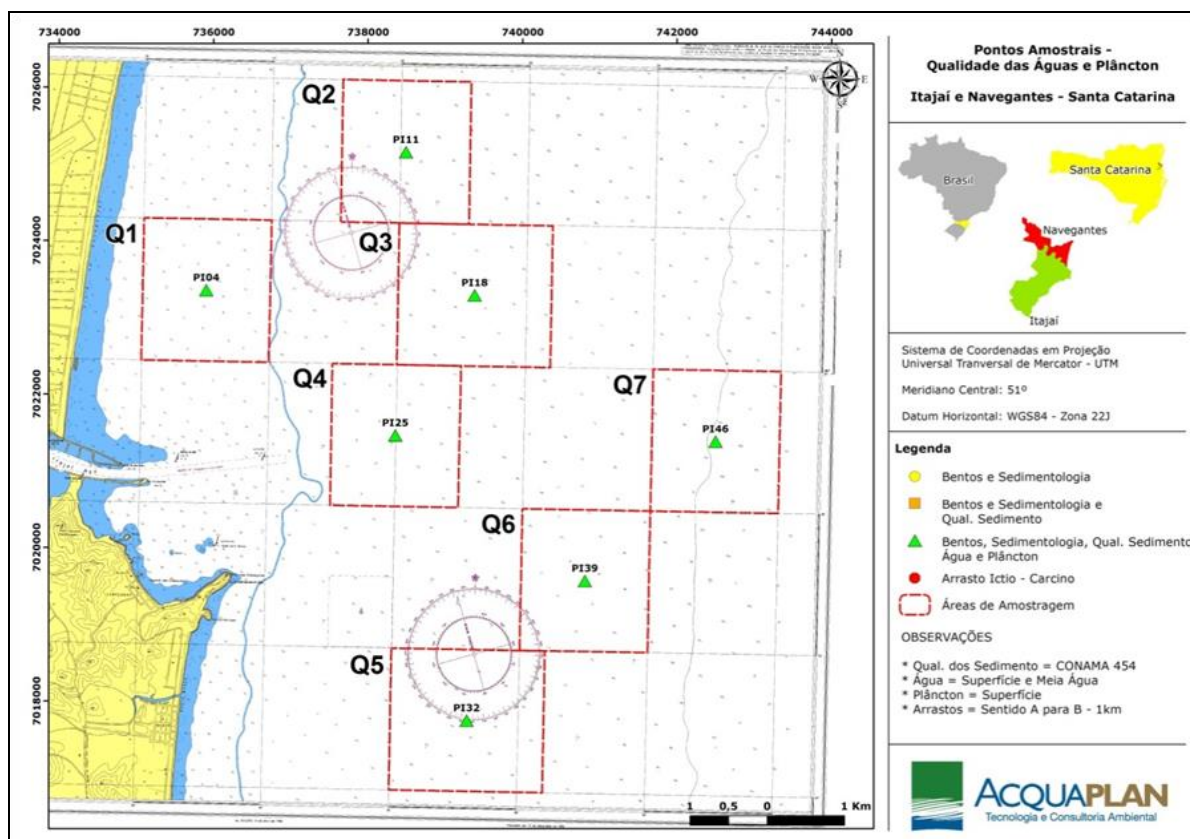 734000 736000 738000 740000 742000 744000
7026000
7024000
7022000
7020000
7018000
Q2
PI11
Q1
Q3
PI04
PI18
Q4
Q7
PI25
PI46
Q6
PI39
Q5
PI32
1 0,5 0 1 Km
Pontos Amostrais -
Qualidade das Águas e Plâncton
Itajaí e Navegantes - Santa Catarina
W E
Brasil
Santa Catarina
Navegantes
Itajaí
Sistema de Coordenadas em Projeção
Universal Tranversal de Mercator - UTM
Meridiano Central: 51º
Datum Horizontal: WGS84 - Zona 22J
Legenda
Bentos e Sedimentologia
Bentos e Sedimentologia e
Qual. Sedimento
Bentos, Sedimentologia, Qual. Sedimento
Água e Plâncton
Arrasto Ictio - Carcino
Áreas de Amostragem
OBSERVAÇÕES
* Qual. dos Sedimento = CONAMA 454
* Água = Superfície e Meia Água
* Plâncton = Superfície
* Arrastos = Sentido A para B - 1km
ACQUAPLAN
Tecnologia e Consultoria Ambiental